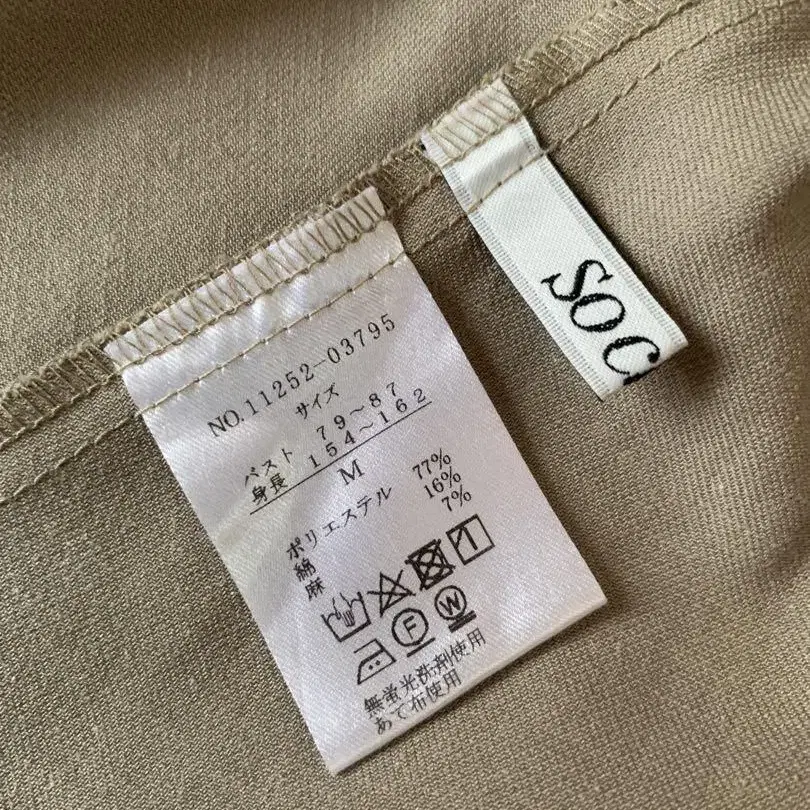 NO.11252-03795
サイズ
バスト 79～87
身長 154～162
M
ポリエステル 77%
綿 16%
麻 7%
F W
無蛍光洗剤使用
あて布使用
SOC